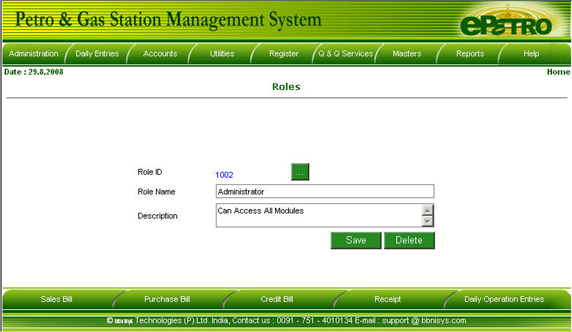 Petro & Gas Station Management System
ePetro
Administration Daily Entries Accounts Utilities Register Q & Q Services Masters Reports Help
Date : 29.8.2008 Home
Roles
Role ID 1002 ...
Role Name Administrator
Description Can Access All Modules
Save Delete
Sales Bill Purchase Bill Credit Bill Receipt Daily Operation Entries
© bbnisys Technologies (P) Ltd. India, Contact us : 0091 - 751 - 4010134 E-mail : support @ bbnisys.com